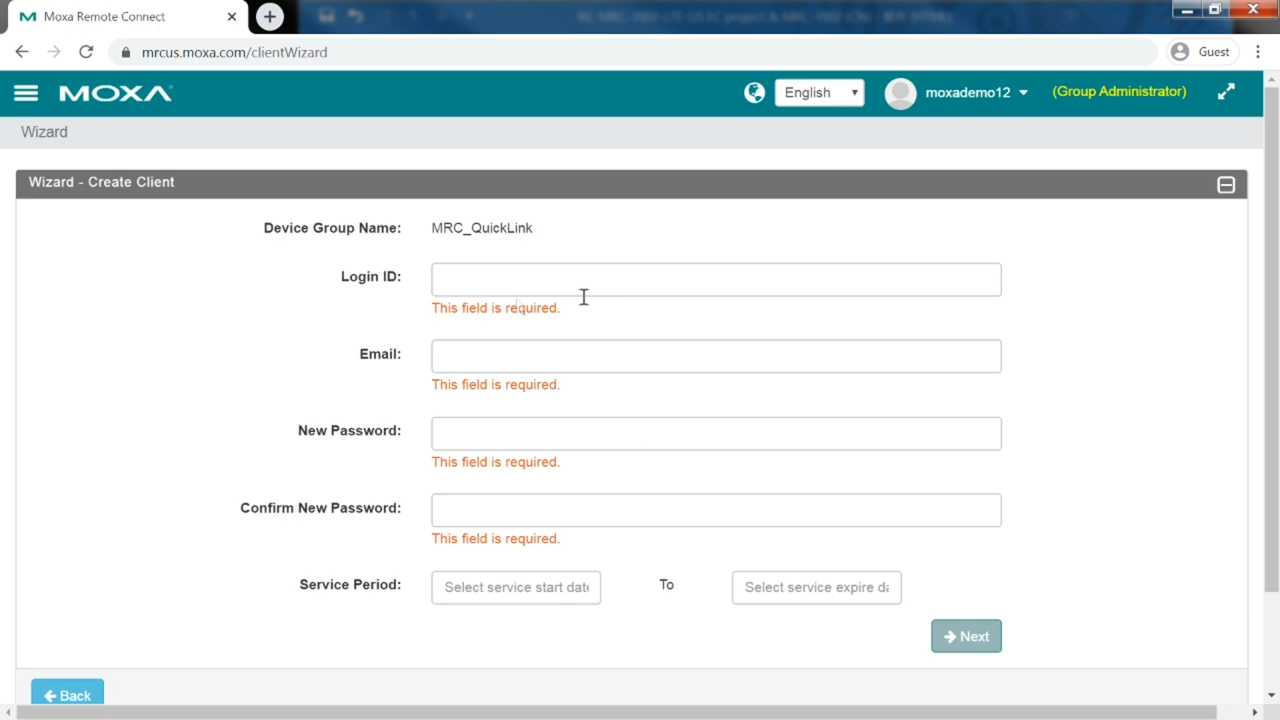 Moxa Remote Connect
mrcus.moxa.com/clientWizard
Guest
MOXA
English
moxademo12
(Group Administrator)
Wizard
Wizard - Create Client
Device Group Name: MRC_QuickLink
Login ID:
This field is required.
Email:
This field is required.
New Password:
This field is required.
Confirm New Password:
This field is required.
Service Period: Select service start date To Select service expire da
Next
Back